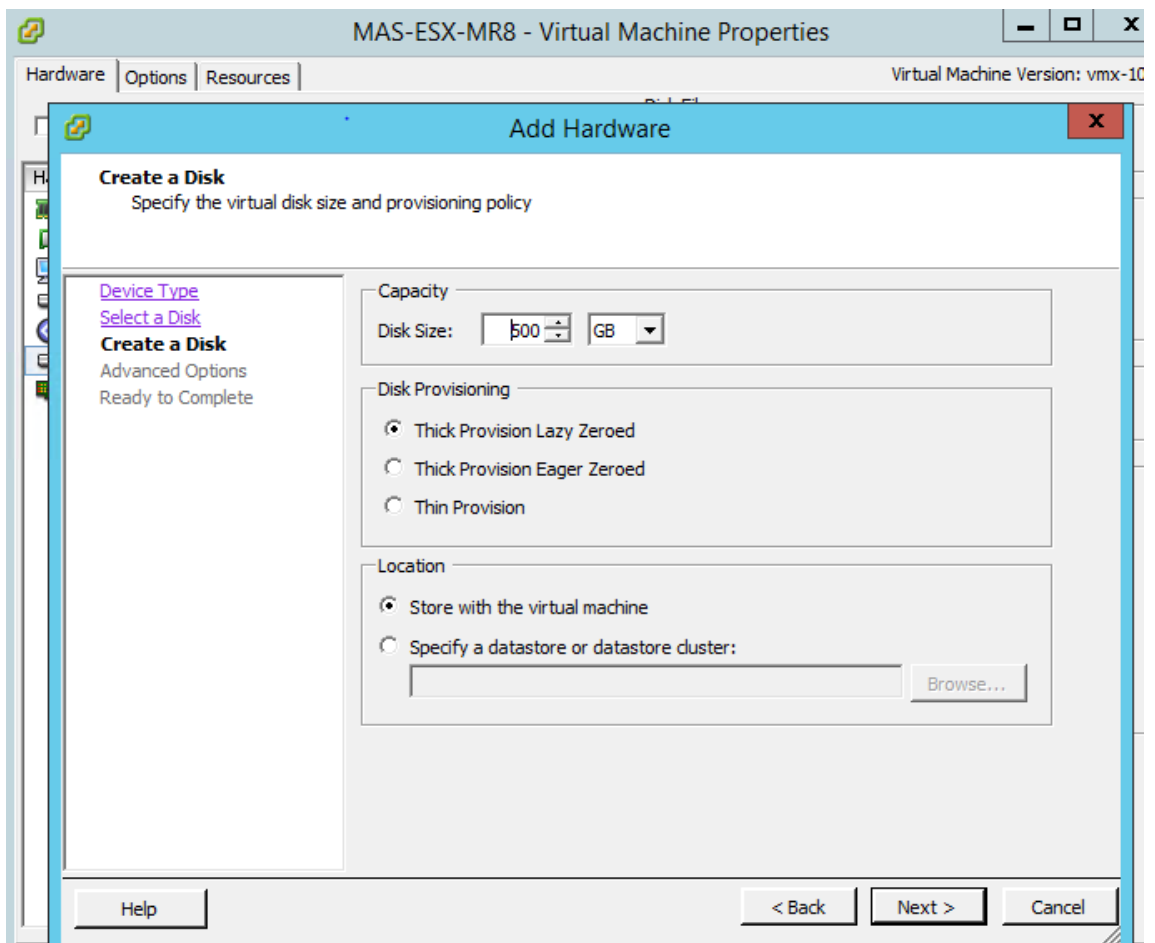 MAS-ESX-MR8 - Virtual Machine Properties
Hardware Options Resources
Virtual Machine Version: vmx-10
Add Hardware
Create a Disk
Specify the virtual disk size and provisioning policy
Device Type
Select a Disk
Create a Disk
Advanced Options
Ready to Complete
Capacity
Disk Size: 500 GB
Disk Provisioning
Thick Provision Lazy Zeroed
Thick Provision Eager Zeroed
Thin Provision
Location
Store with the virtual machine
Specify a datastore or datastore cluster:
Browse...
Help
< Back
Next >
Cancel